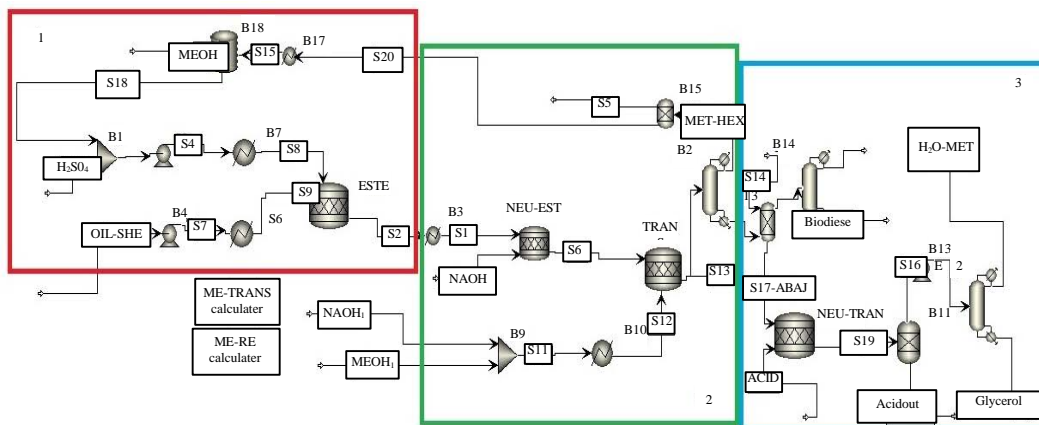 1
B18
B17
MEOH
S15
S20
S18
B1
S4
B7
S8
H2S04
ESTE
S9
B4
S7
S6
OIL-SHE
S2
ME-TRANS
calculater
ME-RE
calculater
NAOH1
MEOH1
B9
S11
B10
S12
B3
S1
NEU-EST
S6
NAOH
TRAN
S13
S5
B15
MET-HEX
B2
2
3
B14
S14
Biodiese
H2O-MET
S17-ABAJ
NEU-TRAN
S19
ACID
S16
B13
E
2
B11
Acidout
Glycerol